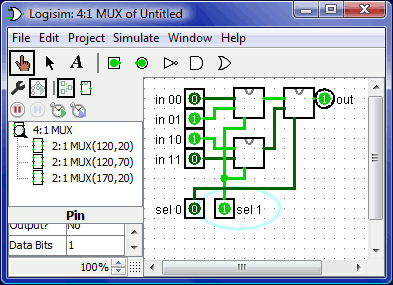 Logisim: 4:1 MUX of Untitled
File Edit Project Simulate Window Help
A
in 00 0
in 01 1
in 10 1
in 11 0
1 out
sel 0 0
1 sel 1
4:1 MUX
2:1 MUX(120,20)
2:1 MUX(120,70)
2:1 MUX(170,20)
Pin
Output? No
Data Bits 1
100%